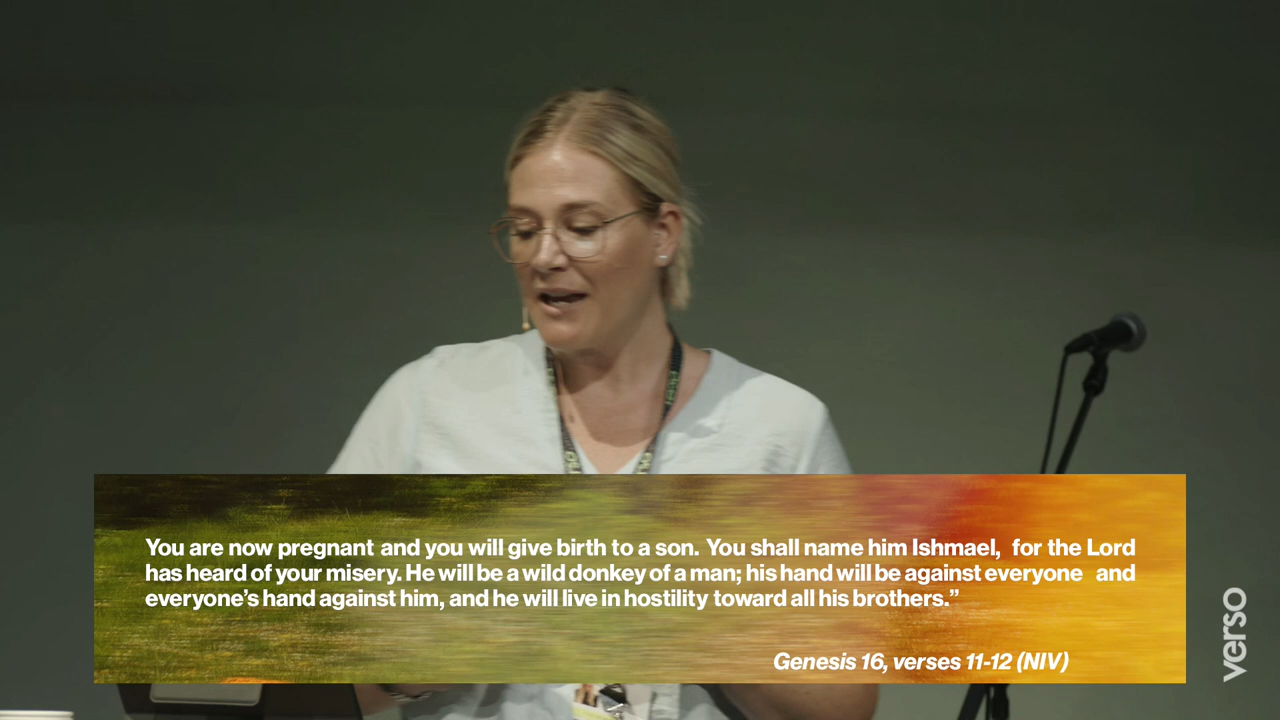 You are now pregnant and you will give birth to a son. You shall name him Ishmael, for the Lord
has heard of your misery. He will be a wild donkey of a man; his hand will be against everyone and
everyone’s hand against him, and he will live in hostility toward all his brothers.”
Genesis 16, verses 11-12 (NIV)
verso